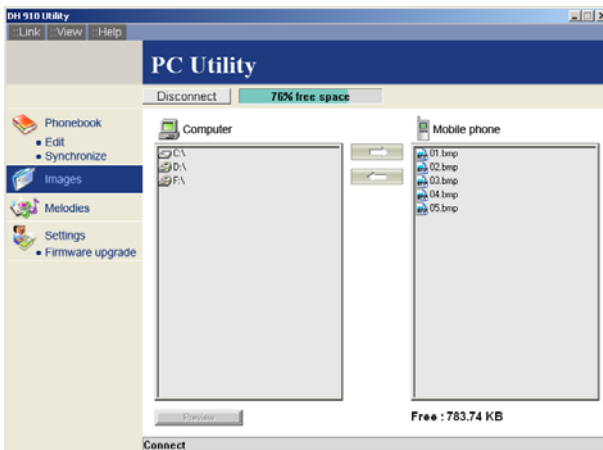 DH 910 Utility
::Link ::View ::Help
PC Utility
Disconnect 76% free space
Phonebook
• Edit
• Synchronize
Images
Melodies
Settings
• Firmware upgrade
Computer
C:\
D:\
F:\
Mobile phone
01.bmp
02.bmp
03.bmp
04.bmp
05.bmp
Preview
Free : 783.74 KB
Connect